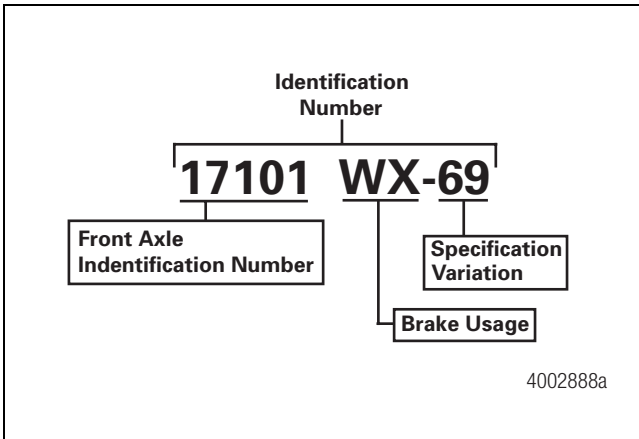 Identification
Number
17101 WX-69
Front Axle
Indentification Number
Specification
Variation
Brake Usage
4002888a